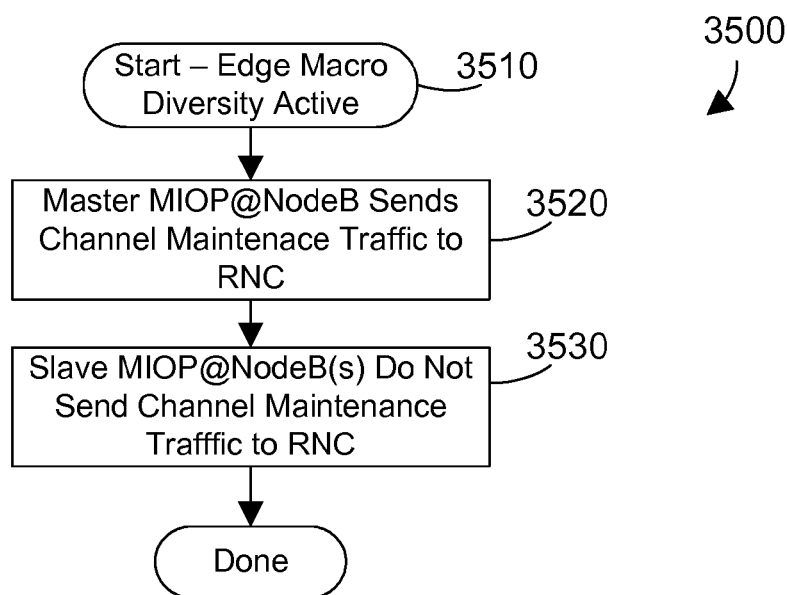 3500
Start – Edge Macro
Diversity Active
3510
Master MIOP@NodeB Sends
Channel Maintenace Traffic to
RNC
3520
Slave MIOP@NodeB(s) Do Not
Send Channel Maintenance
Trafffic to RNC
3530
Done